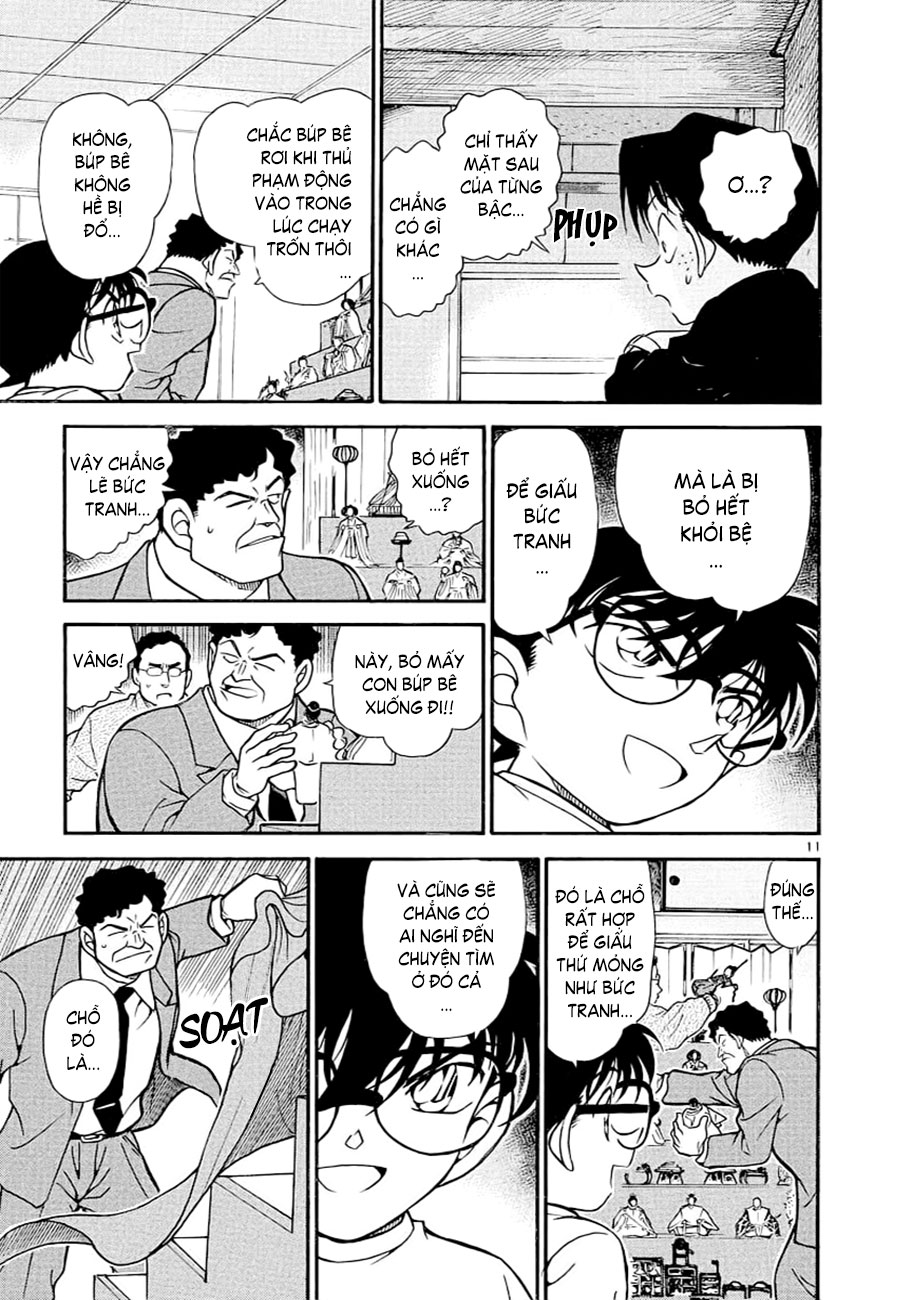 Ơ...?
CHỈ THẤY
MẶT SAU
CỦA TỪNG
BẬC...
CHẲNG
CÓ GÌ
KHÁC
...
PHỤP
CHẮC BÚP BÊ
RƠI KHI THỦ
PHẠM ĐỘNG
VÀO TRONG
LÚC CHẠY
TRỐN THÔI
...
KHÔNG,
BÚP BÊ
KHÔNG
HỀ BỊ
ĐỔ...
MÀ LÀ BỊ
BỎ HẾT
KHỎI BỆ
...
ĐỂ GIẤU
BỨC
TRANH
...
BỎ HẾT
XUỐNG
...?
VẬY CHẲNG
LẼ BỨC
TRANH...
NÀY, BỎ MẤY
CON BÚP BÊ
XUỐNG ĐI!!
VÂNG!
11
ĐÚNG
THẾ...
ĐÓ LÀ CHỒ
RẤT HỢP
ĐỂ GIẤU
THỨ MỎNG
NHƯ BỨC
TRANH...
VÀ CŨNG SẼ
CHẲNG CÓ
AI NGHĨ ĐẾN
CHUYỆN TÌM
Ở ĐÓ CẢ
...
SOẠT
CHỒ
ĐÓ
LÀ...